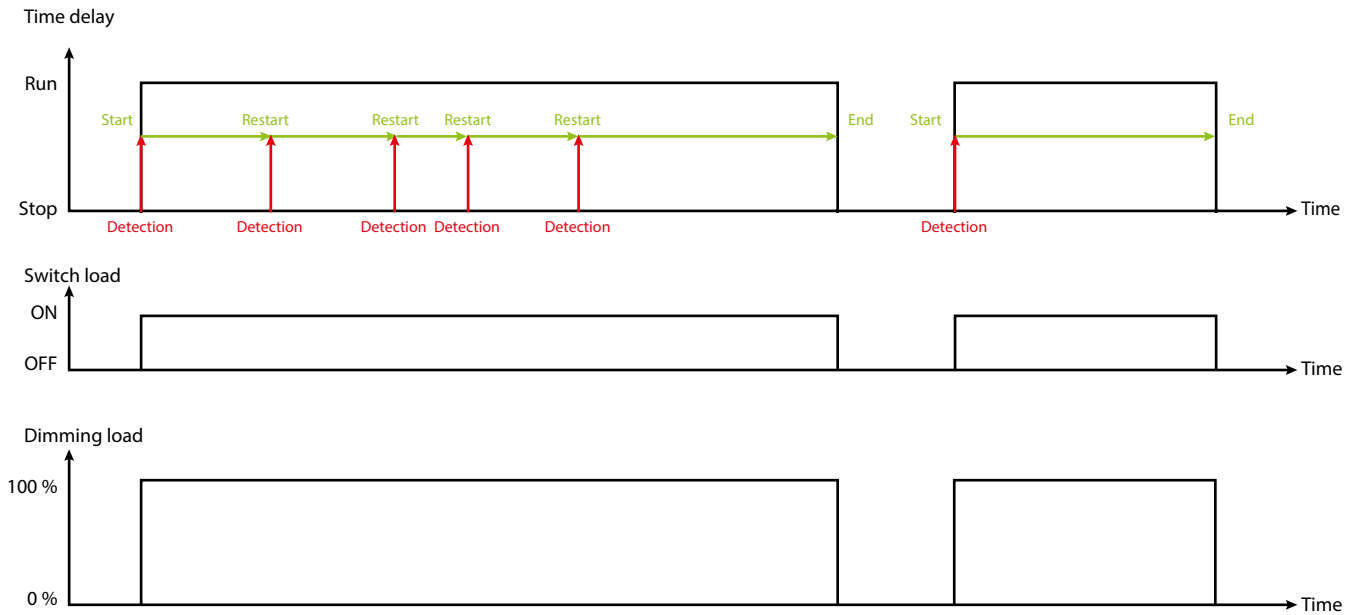 Time delay
Run
Start Restart Restart Restart Restart End Start End
Stop Time
Detection Detection Detection Detection Detection Detection
Switch load
ON
OFF Time
Dimming load
100 %
0 % Time